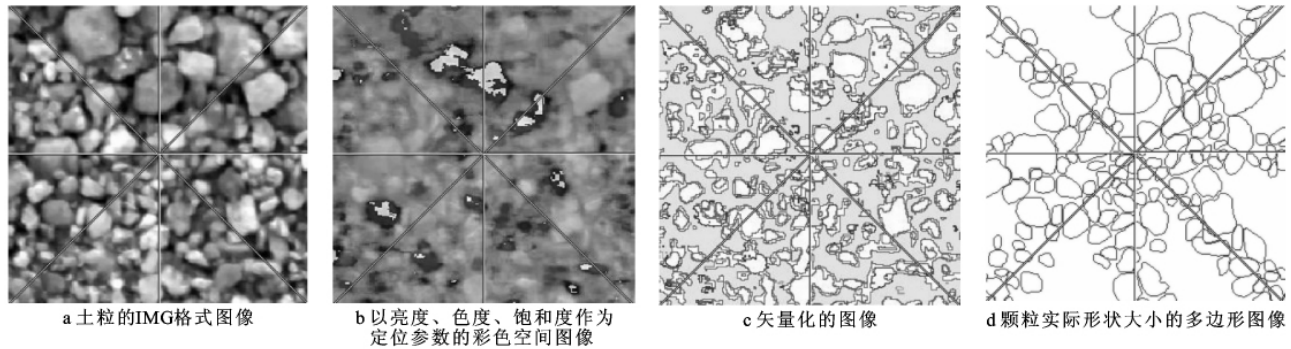 a 土粒的IMG格式图像
b 以亮度、色度、饱和度作为
定位参数的彩色空间图像
c 矢量化的图像
d 颗粒实际形状大小的多边形图像